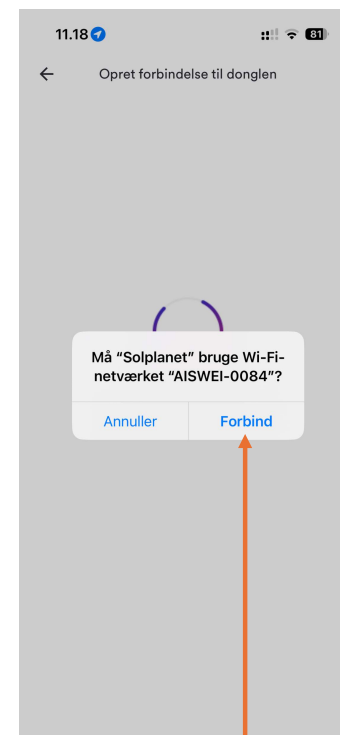 11.18
81
Opret forbindelse til donglen
Må “Solplanet” bruge Wi-Fi-
netværket “AISWEI-0084”?
Annuller
Forbind